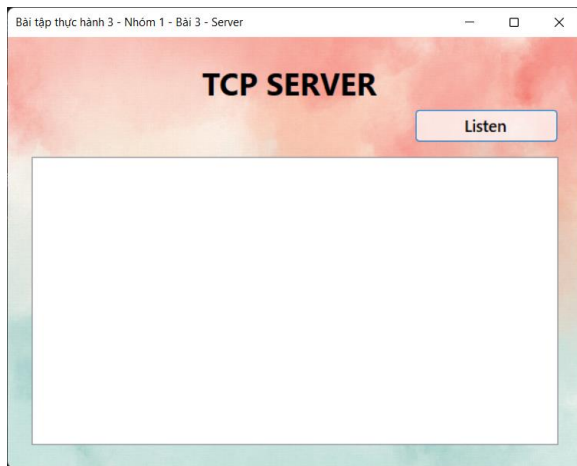 Bài tập thực hành 3 - Nhóm 1 - Bài 3 - Server
TCP SERVER
Listen